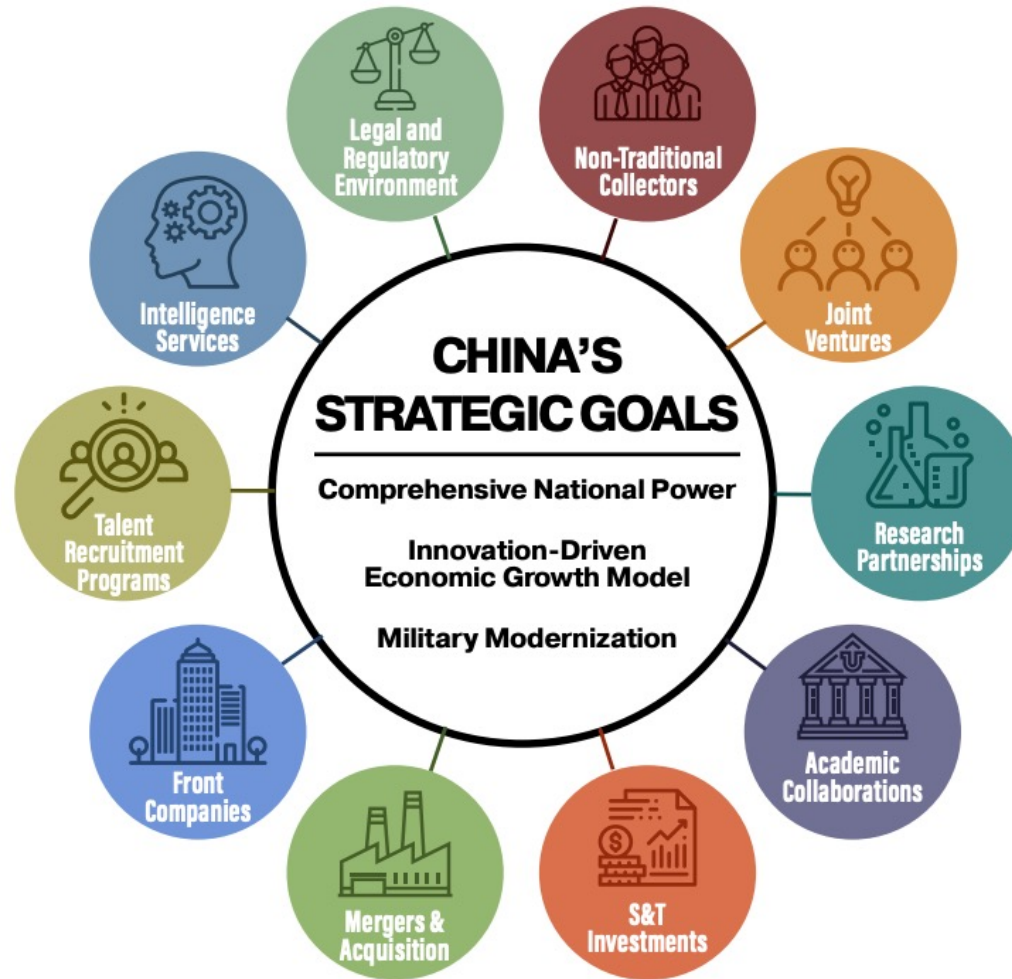 CHINA'S
STRATEGIC GOALS
Comprehensive National Power
Innovation-Driven
Economic Growth Model
Military Modernization
Legal and
Regulatory
Environment
Non-Traditional
Collectors
Joint
Ventures
Research
Partnerships
Academic
Collaborations
$
S&T
Investments
Mergers &
Acquisition
Front
Companies
Talent
Recruitment
Programs
Intelligence
Services